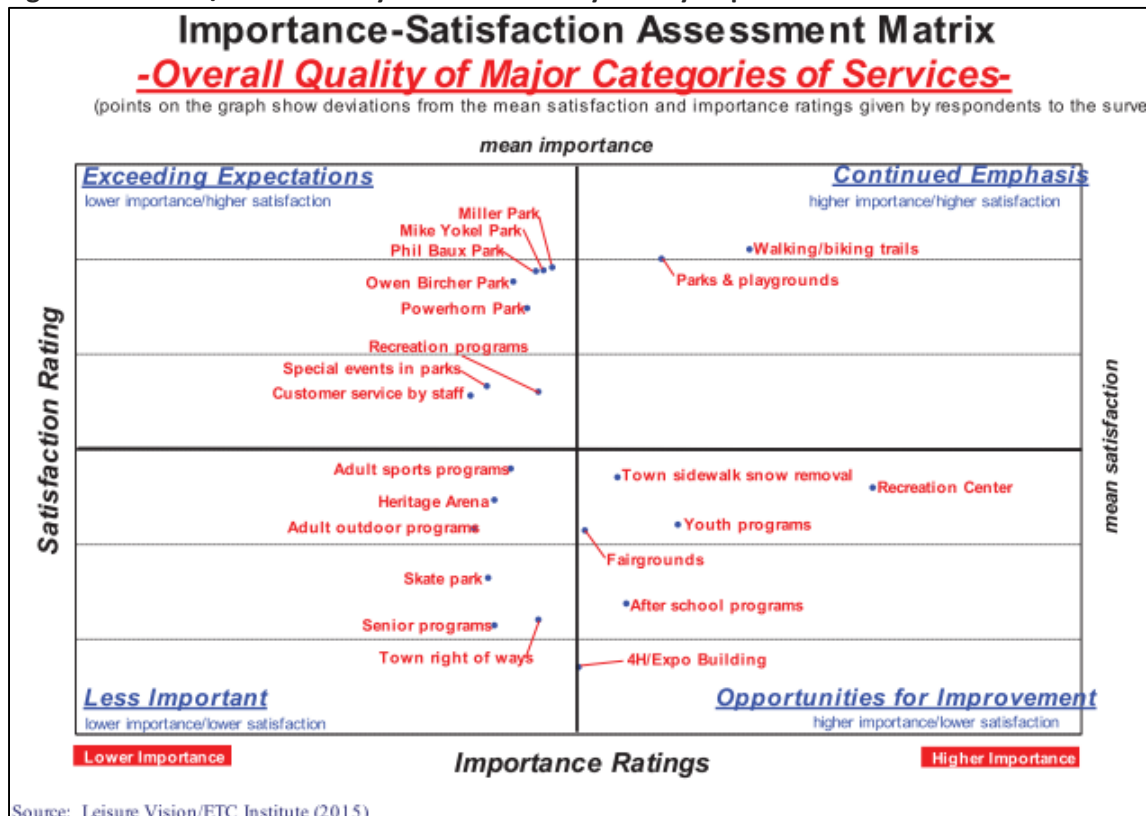 Importance-Satisfaction Assessment Matrix
-Overall Quality of Major Categories of Services-
(points on the graph show deviations from the mean satisfaction and importance ratings given by respondents to the surve
mean importance
Exceeding Expectations
lower importance/higher satisfaction
Continued Emphasis
higher importance/higher satisfaction
Miller Park
Mike Yokel Park
Phil Baux Park
Owen Bircher Park
Powerhorn Park
Recreation programs
Special events in parks
Customer service by staff
Walking/biking trails
Parks & playgrounds
Satisfaction Rating
mean satisfaction
Adult sports programs
Heritage Arena
Adult outdoor programs
Skate park
Senior programs
Town right of ways
Town sidewalk snow removal
Recreation Center
Youth programs
Fairgrounds
After school programs
4H/Expo Building
Less Important
lower importance/lower satisfaction
Opportunities for Improvement
higher importance/lower satisfaction
Lower Importance
Importance Ratings
Higher Importance
Source: Leisure Vision/ETC Institute (2015)